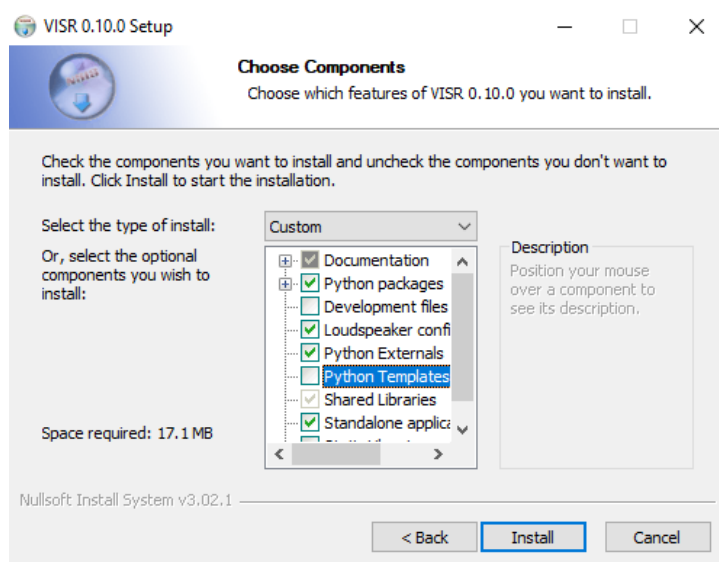 VISR 0.10.0 Setup
Choose Components
Choose which features of VISR 0.10.0 you want to install.
Check the components you want to install and uncheck the components you don't want to
install. Click Install to start the installation.
Select the type of install:
Custom
Or, select the optional
components you wish to
install:
Documentation
Python packages
Development files
Loudspeaker confi
Python Externals
Python Templates
Shared Libraries
Standalone applica
Description
Position your mouse
over a component to
see its description.
Space required: 17.1 MB
Nullsoft Install System v3.02.1
< Back
Install
Cancel